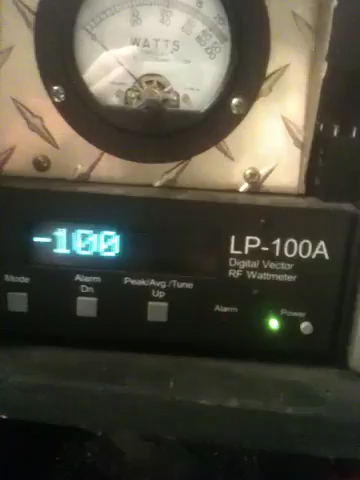 WATTS
-100
LP-100A
Digital Vector
RF Wattmeter
Mode
Alarm
Dn
Peak/Avg./Tune
Up
Alarm
Power